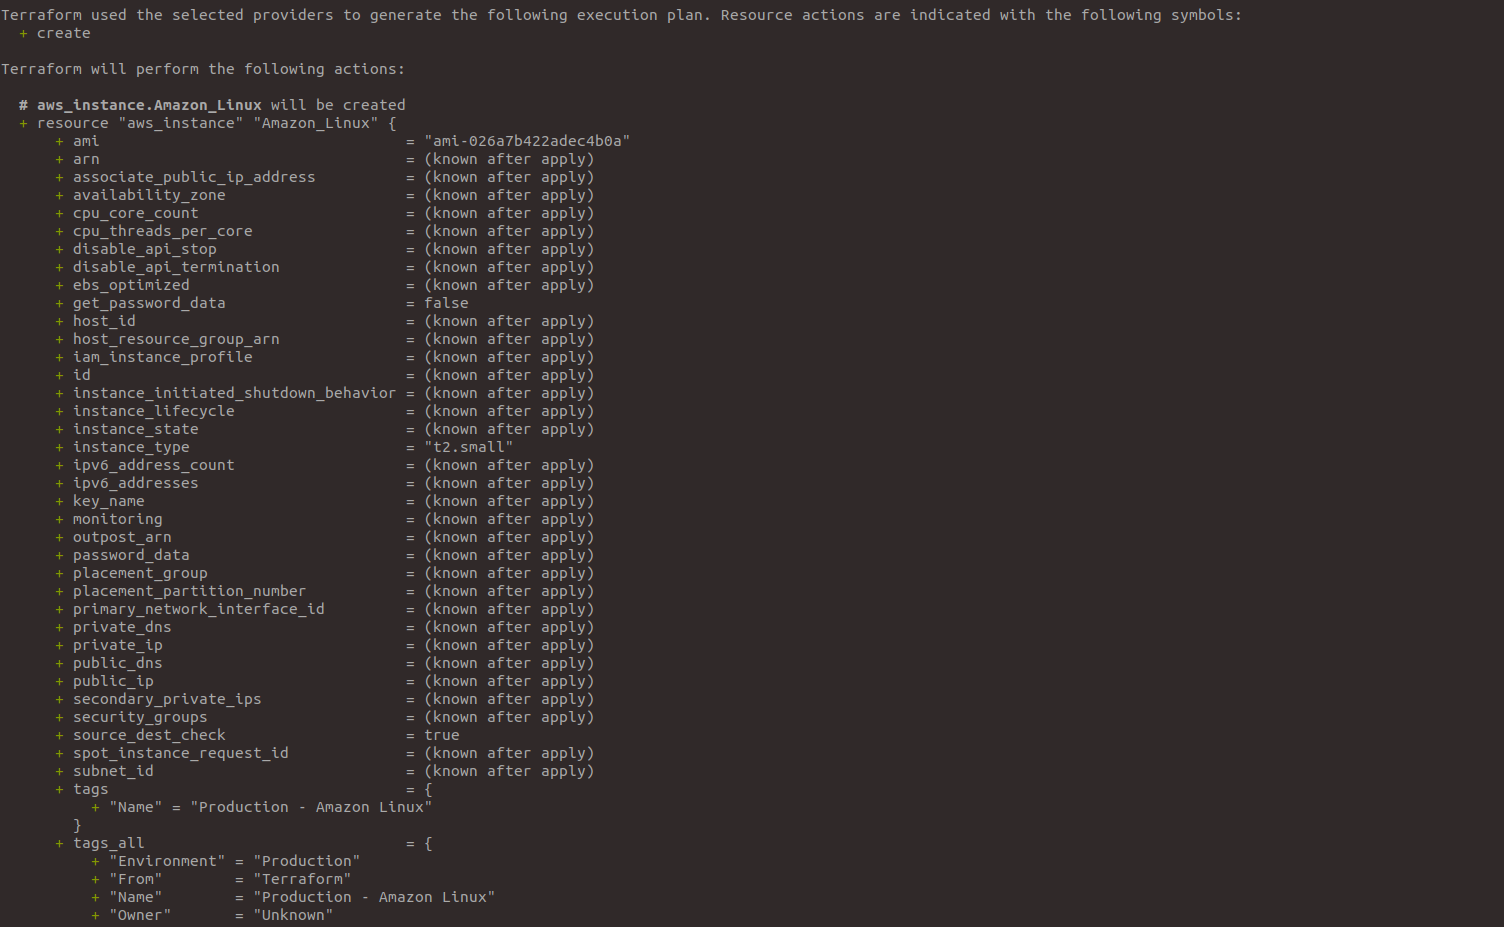 Terraform used the selected providers to generate the following execution plan. Resource actions are indicated with the following symbols:
  + create

Terraform will perform the following actions:

  # aws_instance.Amazon_Linux will be created
  + resource "aws_instance" "Amazon_Linux" {
      + ami                                  = "ami-026a7b422adec4b0a"
      + arn                                  = (known after apply)
      + associate_public_ip_address          = (known after apply)
      + availability_zone                    = (known after apply)
      + cpu_core_count                       = (known after apply)
      + cpu_threads_per_core                 = (known after apply)
      + disable_api_stop                     = (known after apply)
      + disable_api_termination              = (known after apply)
      + ebs_optimized                        = (known after apply)
      + get_password_data                    = false
      + host_id                              = (known after apply)
      + host_resource_group_arn              = (known after apply)
      + iam_instance_profile                 = (known after apply)
      + id                                   = (known after apply)
      + instance_initiated_shutdown_behavior = (known after apply)
      + instance_lifecycle                   = (known after apply)
      + instance_state                       = (known after apply)
      + instance_type                        = "t2.small"
      + ipv6_address_count                   = (known after apply)
      + ipv6_addresses                       = (known after apply)
      + key_name                             = (known after apply)
      + monitoring                           = (known after apply)
      + outpost_arn                          = (known after apply)
      + password_data                        = (known after apply)
      + placement_group                      = (known after apply)
      + placement_partition_number           = (known after apply)
      + primary_network_interface_id         = (known after apply)
      + private_dns                          = (known after apply)
      + private_ip                           = (known after apply)
      + public_dns                           = (known after apply)
      + public_ip                            = (known after apply)
      + secondary_private_ips                = (known after apply)
      + security_groups                      = (known after apply)
      + source_dest_check                    = true
      + spot_instance_request_id             = (known after apply)
      + subnet_id                            = (known after apply)
      + tags                                 = {
          + "Name" = "Production - Amazon Linux"
        }
      + tags_all                             = {
          + "Environment" = "Production"
          + "From"        = "Terraform"
          + "Name"        = "Production - Amazon Linux"
          + "Owner"       = "Unknown"